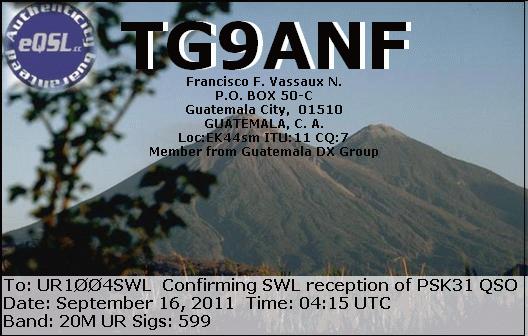 Authenticity Guaranteed
eQSL.cc
TG9ANF
Francisco F. Vassaux N.
P.O. BOX 50-C
Guatemala City, 01510
GUATEMALA, C. A.
Loc:EK44sm ITU:11 CQ:7
Member from Guatemala DX Group
To: UR1ØØ4SWL Confirming SWL reception of PSK31 QSO
Date: September 16, 2011 Time: 04:15 UTC
Band: 20M UR Sigs: 599